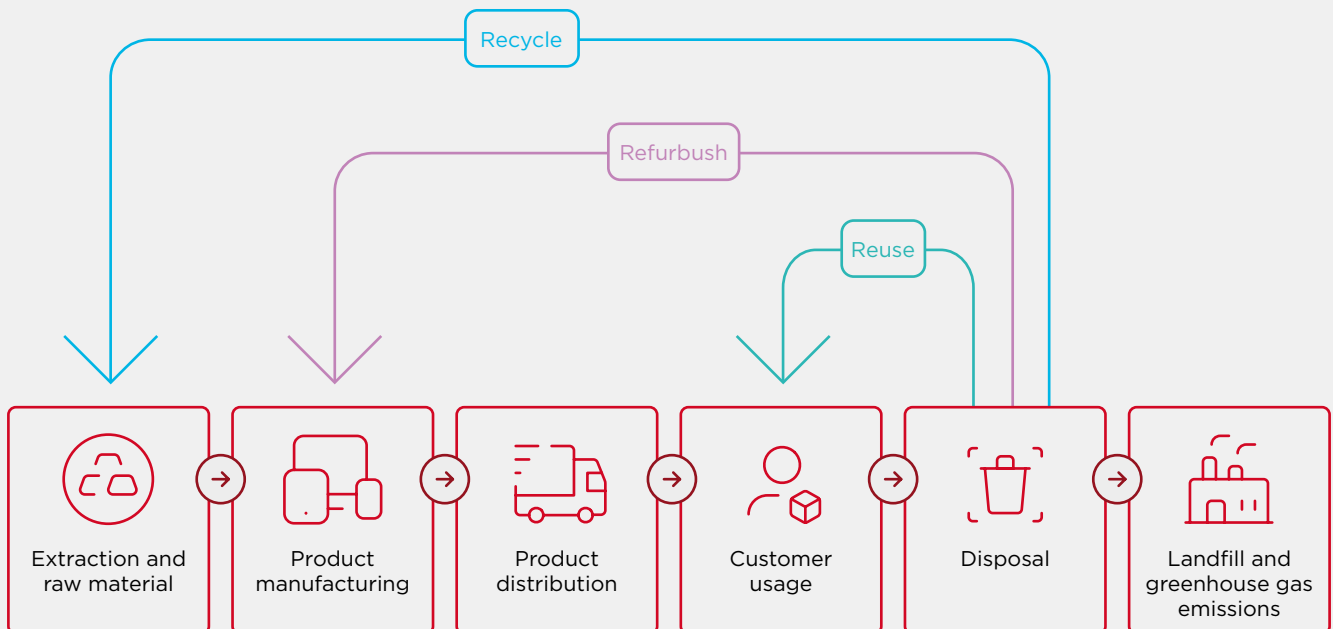 Recycle
Refurbush
Reuse
Extraction and
raw material
Product
manufacturing
Product
distribution
Customer
usage
Disposal
Landfill and
greenhouse gas
emissions